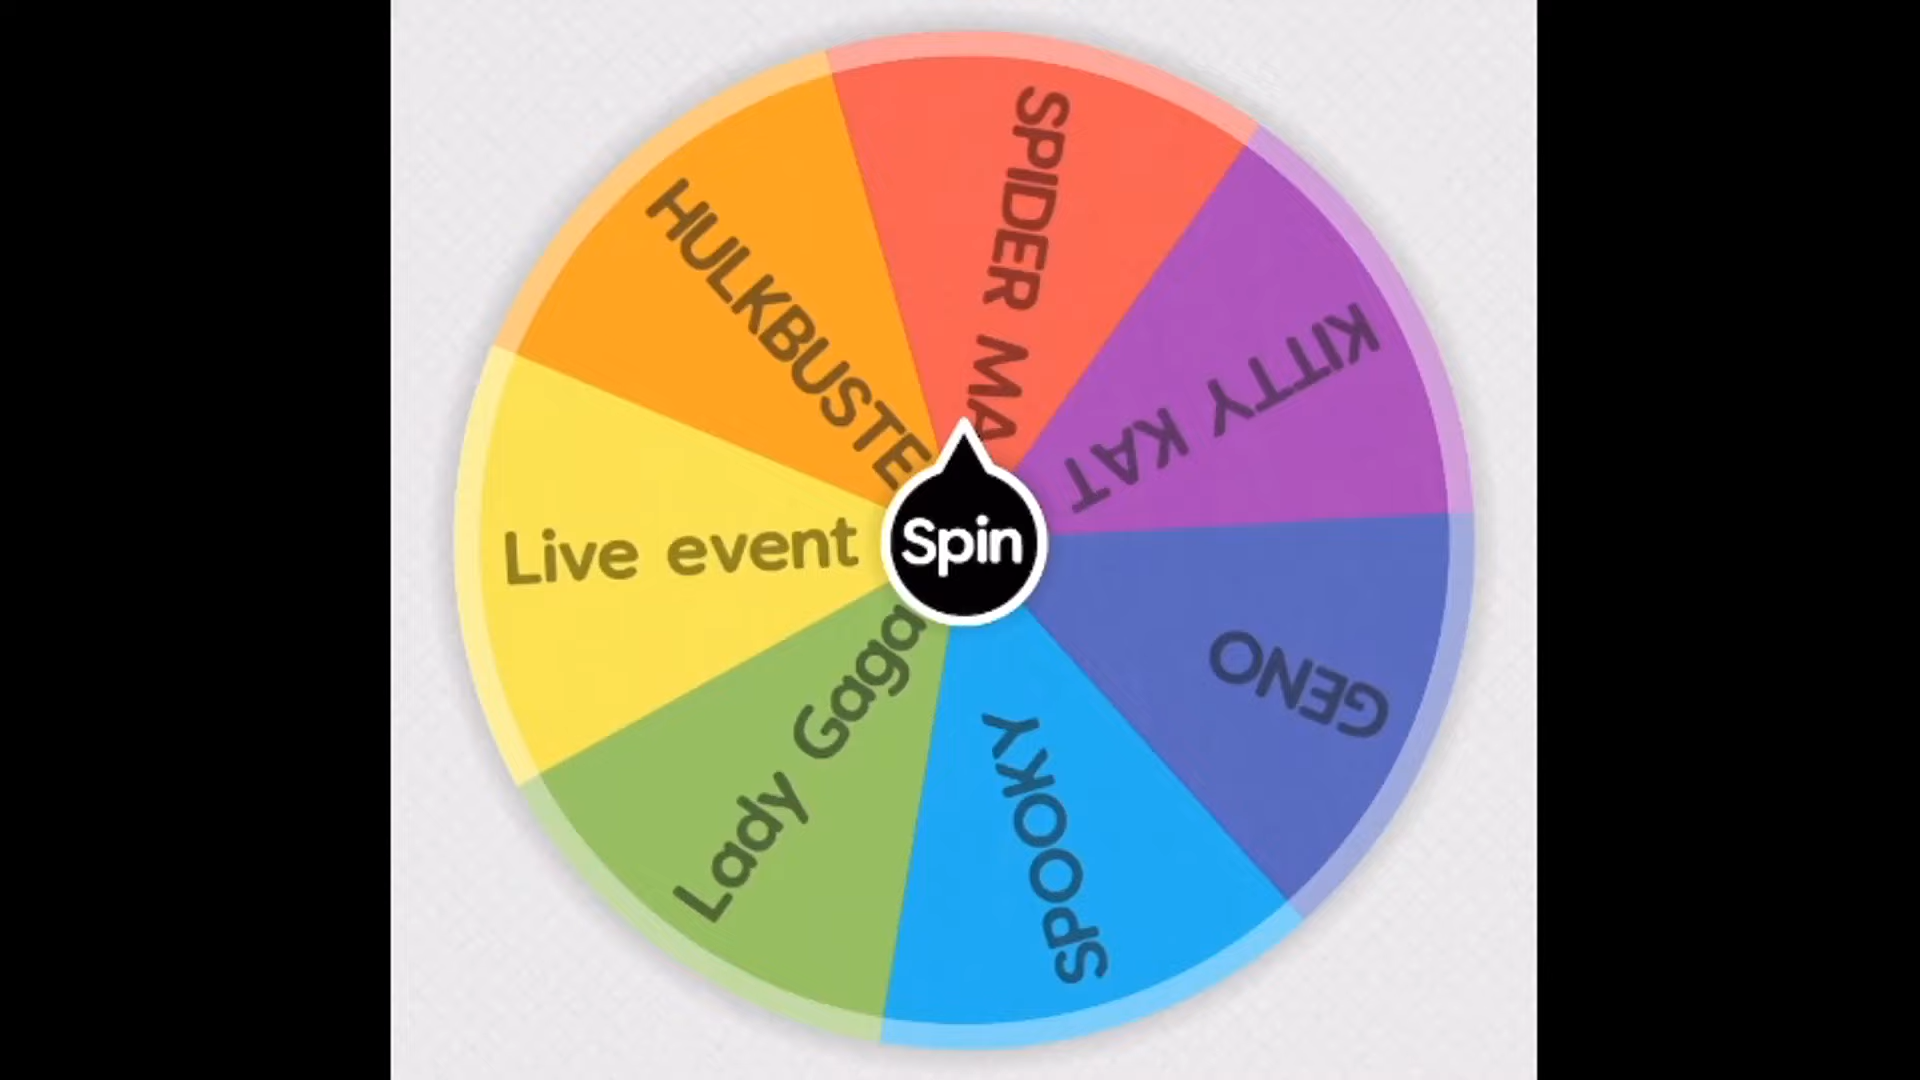 SPIDER MA
KITTY KAT
GENO
SPOOKY
Lady Gaga
Live event
HULKBUSTE
Spin